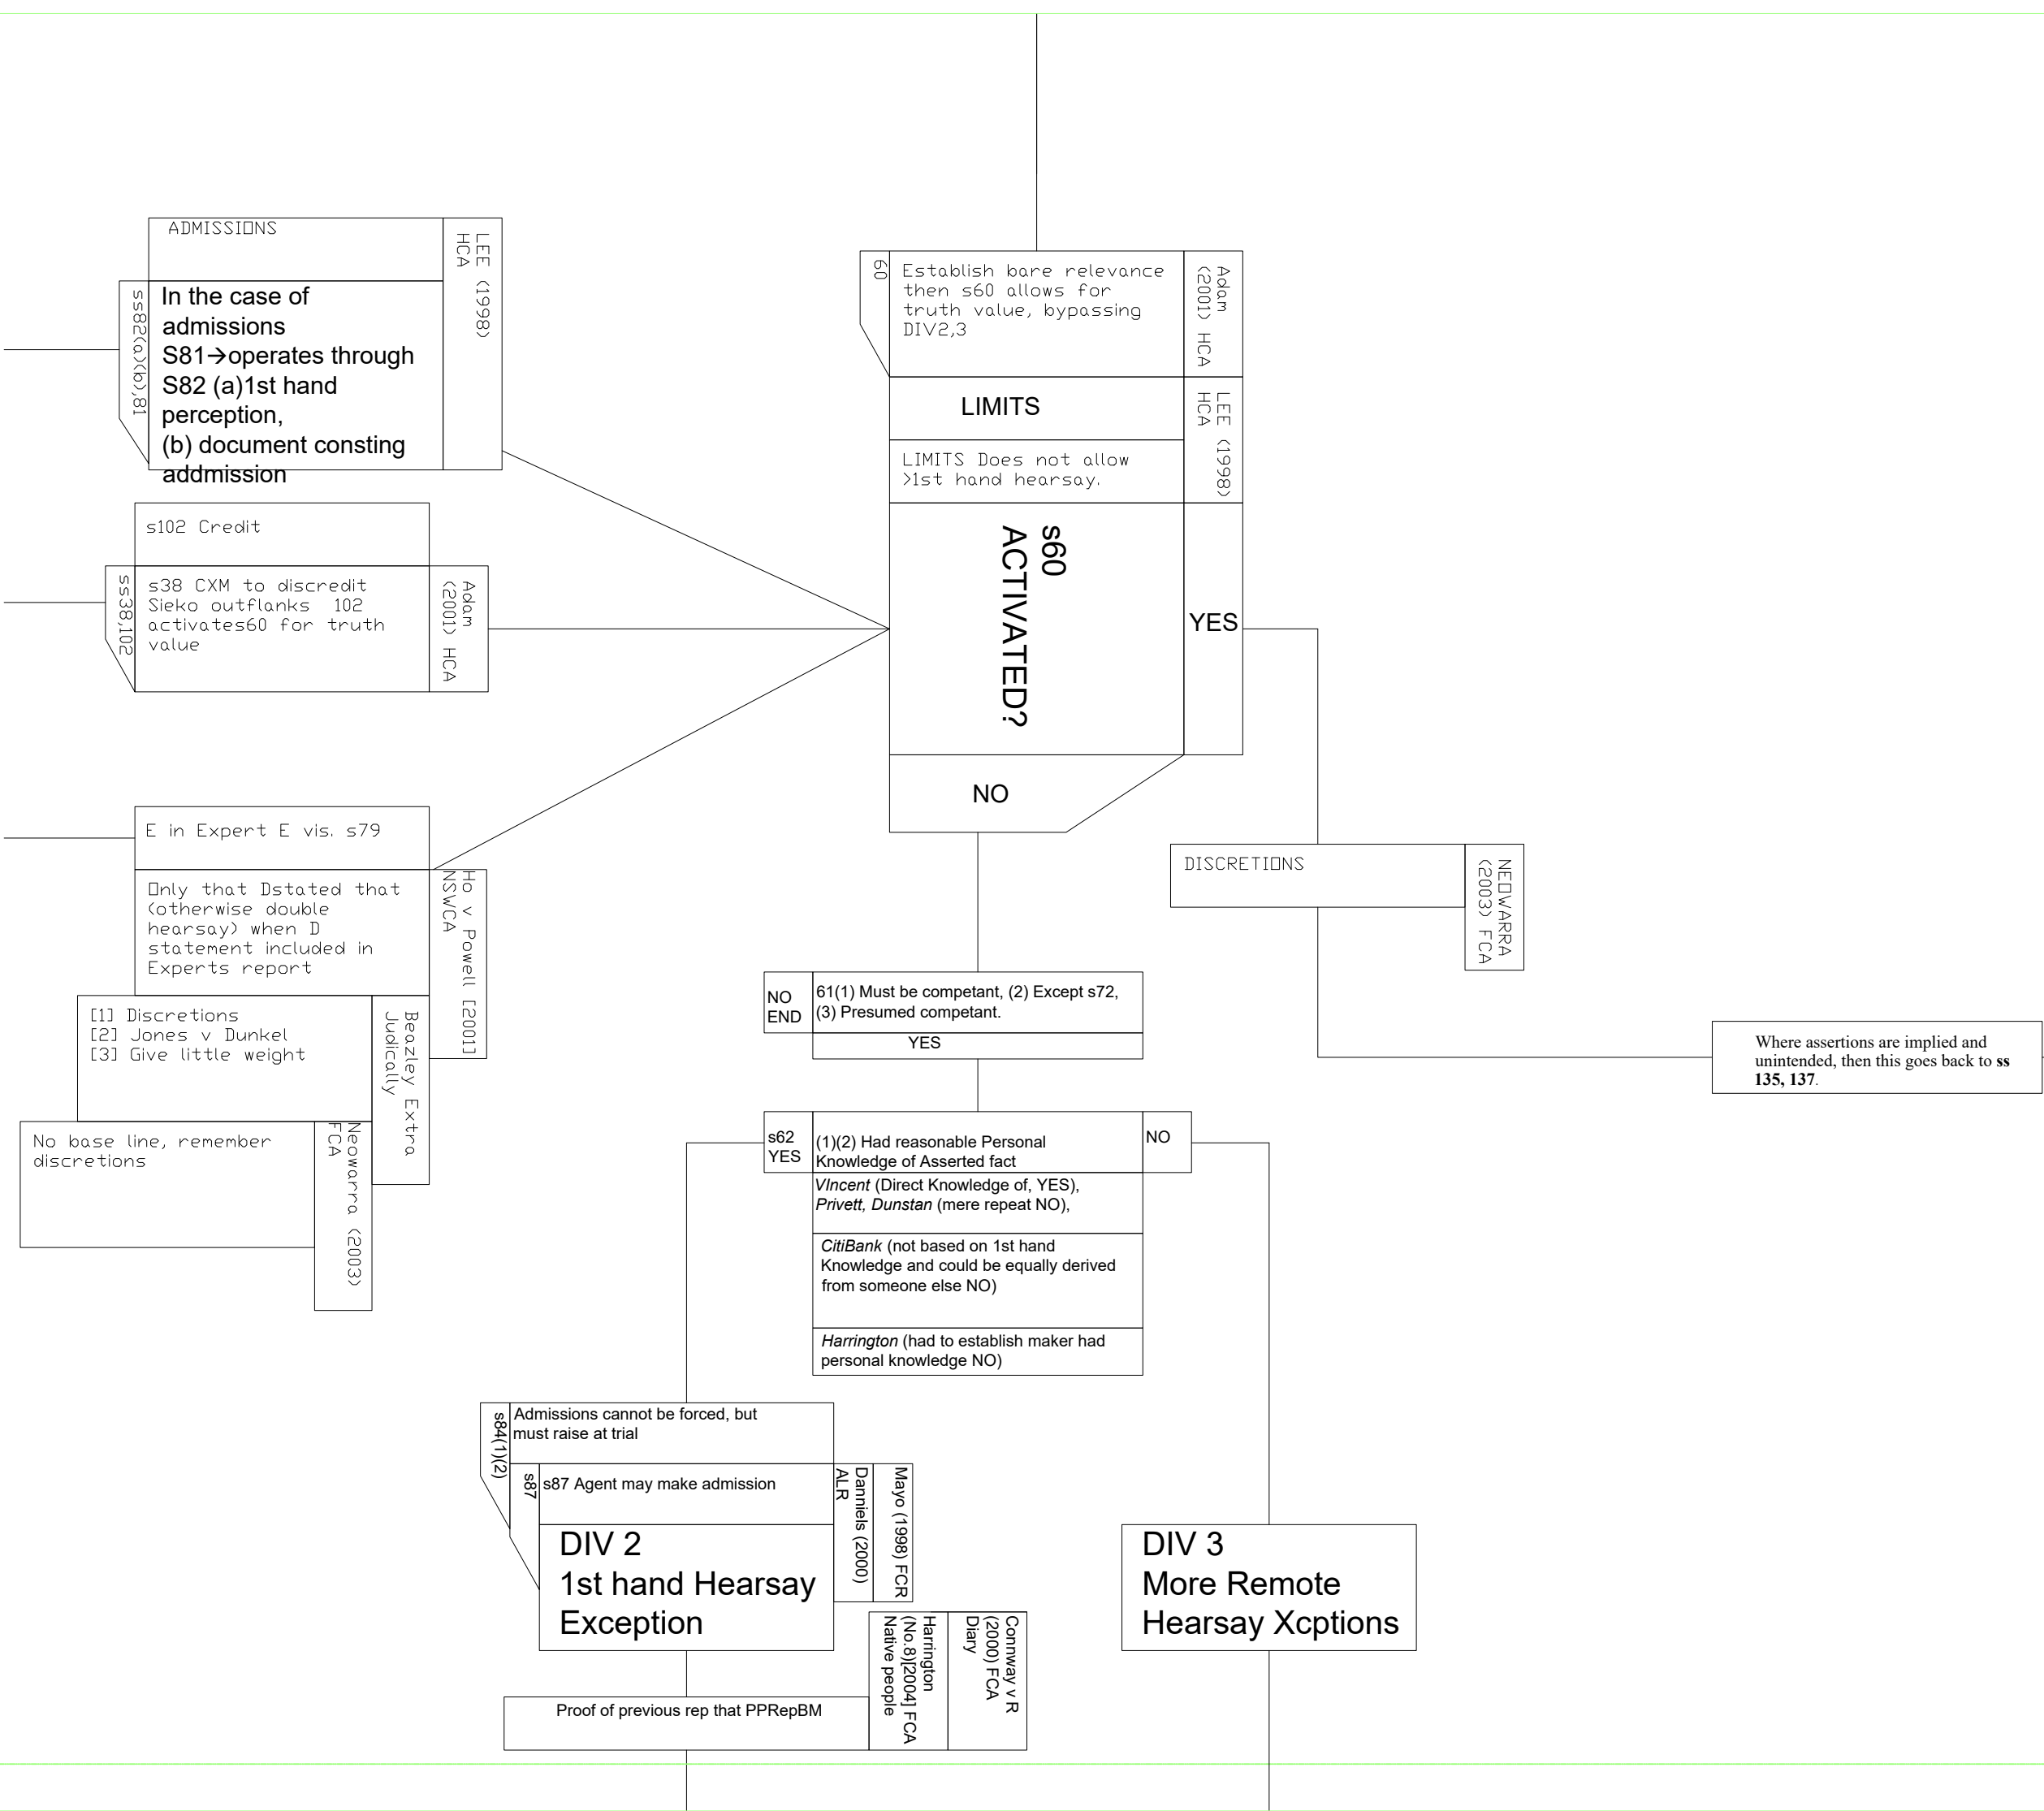 ADMISSIONS
LEE (1998)
HCA
ss82(a)(b),81
In the case of
admissions
S81→operates through
S82 (a)1st hand
perception,
(b) document consting
addmission
s102 Credit
ss38,102
s38 CXM to discredit
Sieko outflanks 102
activates60 for truth
value
Adam
(2001) HCA
E in Expert E vis. s79
Only that Dstated that
(otherwise double
hearsay) when D
statement included in
Experts report
Ho v Powell [2001]
NSWCA
[1] Discretions
[2] Jones v Dunkel
[3] Give little weight
Beazley Extra
Judically
No base line, remember
discretions
Neowarra (2003)
FCA
60
Establish bare relevance
then s60 allows for
truth value, bypassing
DIV2,3
Adam
(2001) HCA
LIMITS
LIMITS Does not allow
>1st hand hearsay.
LEE (1998)
HCA
s60
ACTIVATED?
YES
NO
DISCRETIONS
NEOWARRA
(2003) FCA
Where assertions are implied and
unintended, then this goes back to ss
135, 137.
NO
END
61(1) Must be competant, (2) Except s72,
(3) Presumed competant.
YES
s62
YES
(1)(2) Had reasonable Personal
Knowledge of Asserted fact
NO
VIncent (Direct Knowledge of, YES),
Privett, Dunstan (mere repeat NO),
CitiBank (not based on 1st hand
Knowledge and could be equally derived
from someone else NO)
Harrington (had to establish maker had
personal knowledge NO)
s84(1)(2)
Admissions cannot be forced, but
must raise at trial
s87
s87 Agent may make admission
Danniels (2000)
ALR
Mayo (1998) FCR
DIV 2
1st hand Hearsay
Exception
DIV 3
More Remote
Hearsay Xcptions
Proof of previous rep that PPRepBM
Harrington
(No.8)[2004] FCA
Native people
Connway v R
(2000) FCA
Diary